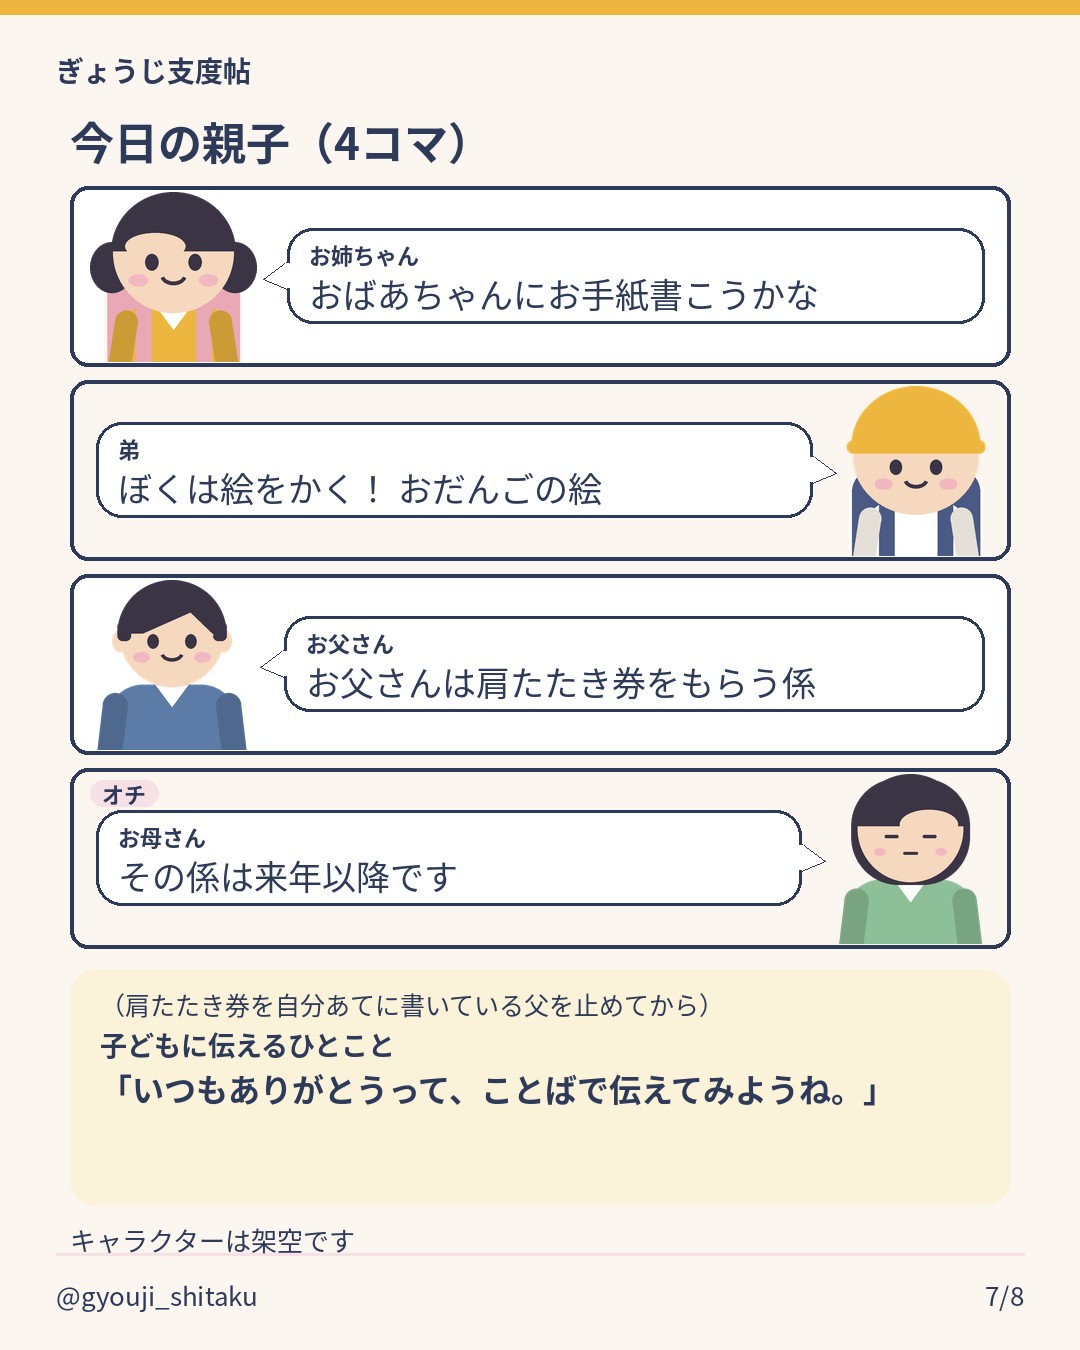 ぎょうじ支度帖
今日の親子（4コマ）
お姉ちゃん
おばあちゃんにお手紙書こうかな
弟
ぼくは絵をかく！ おだんごの絵
お父さん
お父さんは肩たたき券をもらう係
オチ
お母さん
その係は来年以降です
（肩たたき券を自分あてに書いている父を止めてから）
子どもに伝えるひとこと
「いつもありがとうって、ことばで伝えてみようね。」
キャラクターは架空です
@gyouji_shitaku
7/8